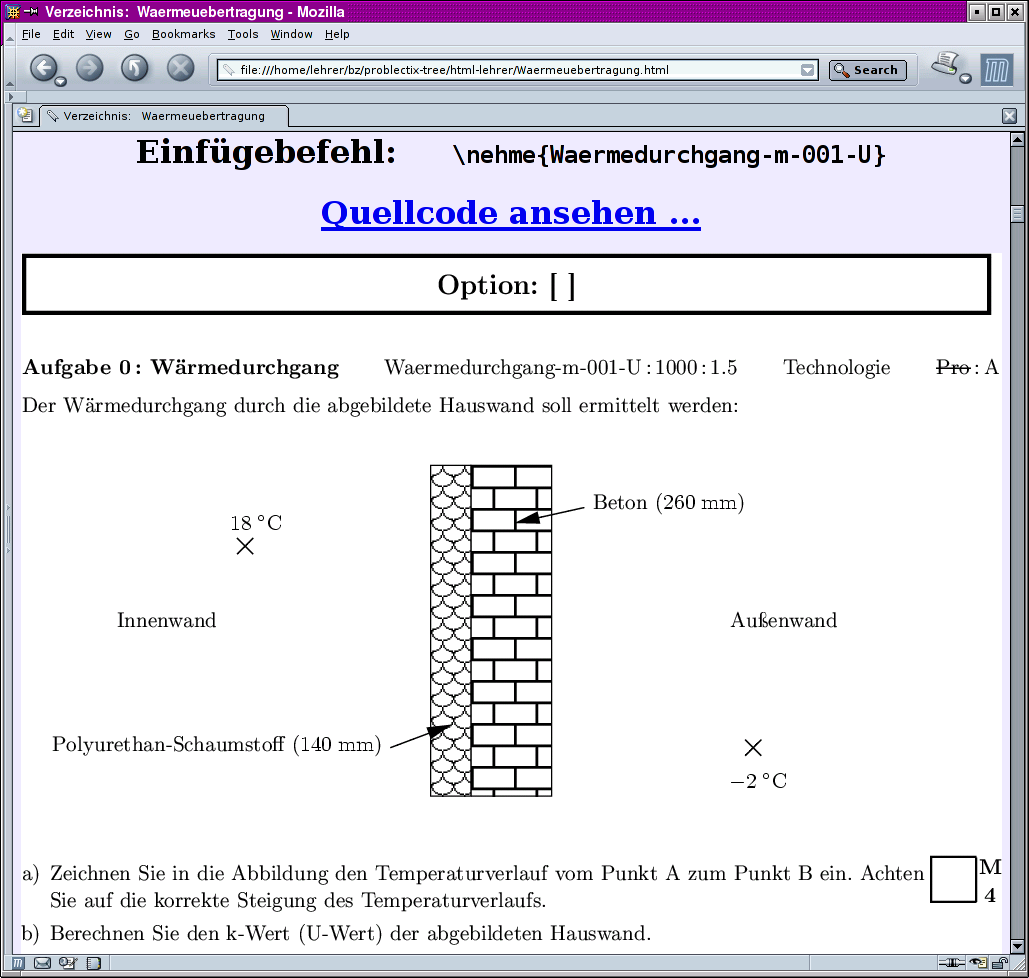 Verzeichnis: Waermeuebertragung - Mozilla
File Edit View Go Bookmarks Tools Window Help
file:///home/lehrer/bz/problectix-tree/html-lehrer/Waermeuebertragung.html Search
Verzeichnis: Waermeuebertragung
Einfügebefehl: \nehme{Waermedurchgang-m-001-U}
Quellcode ansehen ...
Option: [ ]
Aufgabe 0 : Wärmedurchgang Waermedurchgang-m-001-U : 1000 : 1.5 Technologie Pro : A
Der Wärmedurchgang durch die abgebildete Hauswand soll ermittelt werden:
Beton (260 mm)
18 °C
Innenwand Außenwand
Polyurethan-Schaumstoff (140 mm)
−2 °C
a) Zeichnen Sie in die Abbildung den Temperaturverlauf vom Punkt A zum Punkt B ein. Achten M
Sie auf die korrekte Steigung des Temperaturverlaufs. 4
b) Berechnen Sie den k-Wert (U-Wert) der abgebildeten Hauswand.